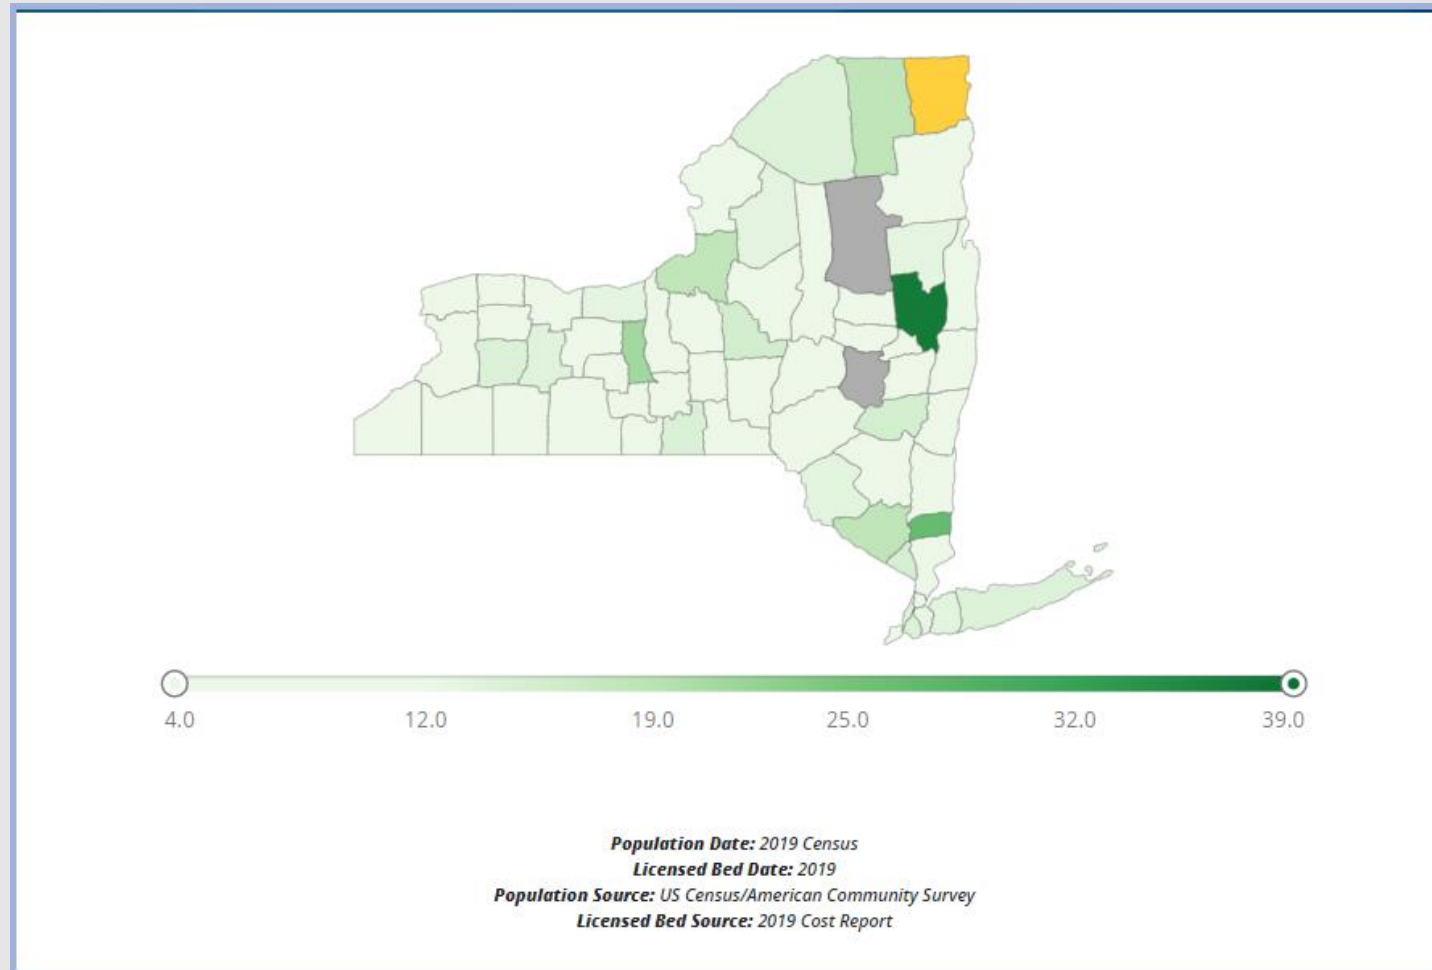 4.0 12.0 19.0 25.0 32.0 39.0
Population Date: 2019 Census
Licensed Bed Date: 2019
Population Source: US Census/American Community Survey
Licensed Bed Source: 2019 Cost Report